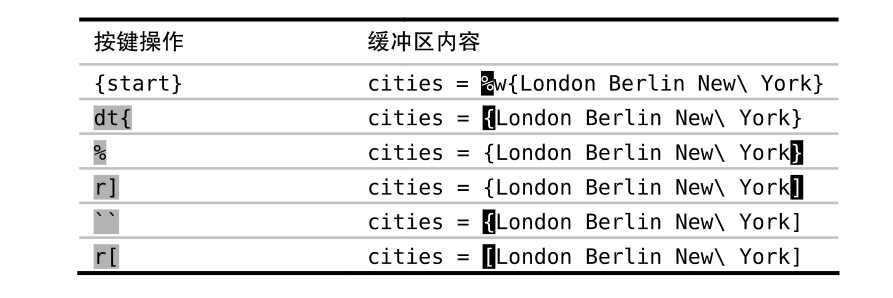 按键操作 缓冲区内容
{start} cities = %w{London Berlin New\ York}
dt{ cities = {London Berlin New\ York}
% cities = {London Berlin New\ York}
r] cities = {London Berlin New\ York]
`` cities = {London Berlin New\ York]
r[ cities = [London Berlin New\ York]